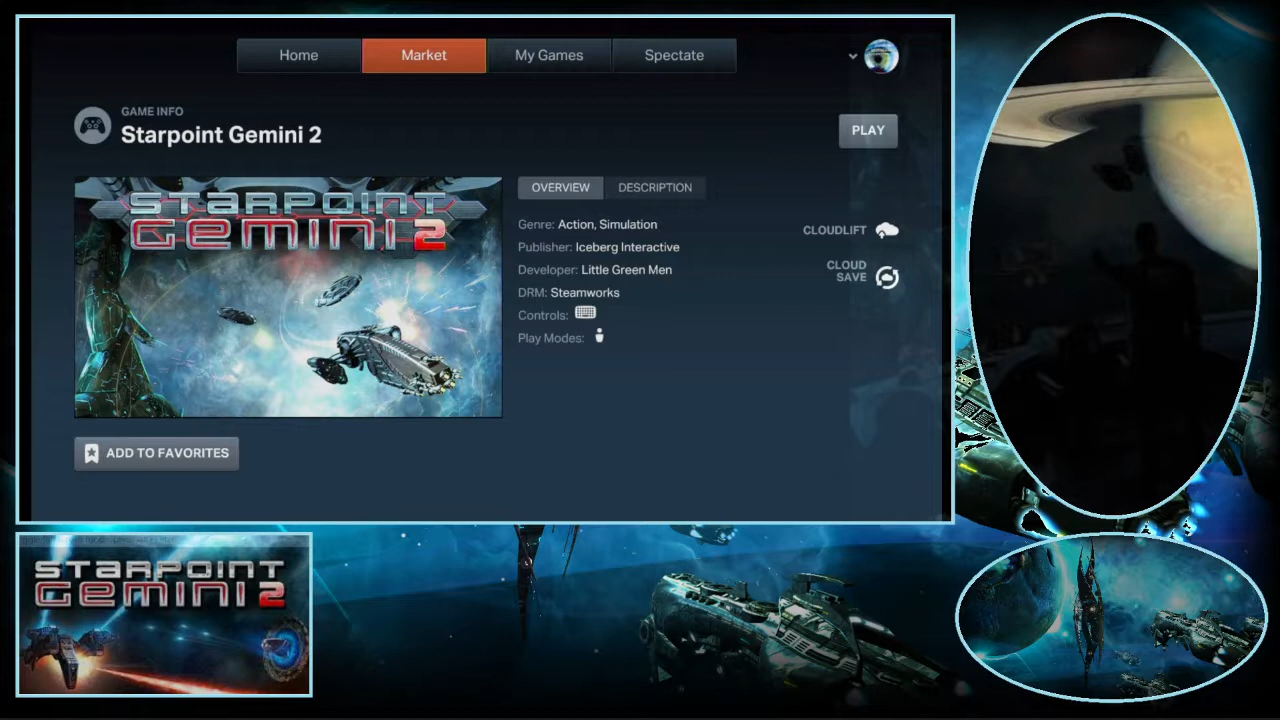 Home
Market
My Games
Spectate
GAME INFO
Starpoint Gemini 2
PLAY
STARPOINT
GEMINI 2
OVERVIEW
DESCRIPTION
Genre: Action, Simulation
Publisher: Iceberg Interactive
Developer: Little Green Men
DRM: Steamworks
Controls:
Play Modes:
CLOUDLIFT
CLOUD
SAVE
ADD TO FAVORITES
STARPOINT
GEMINI 2